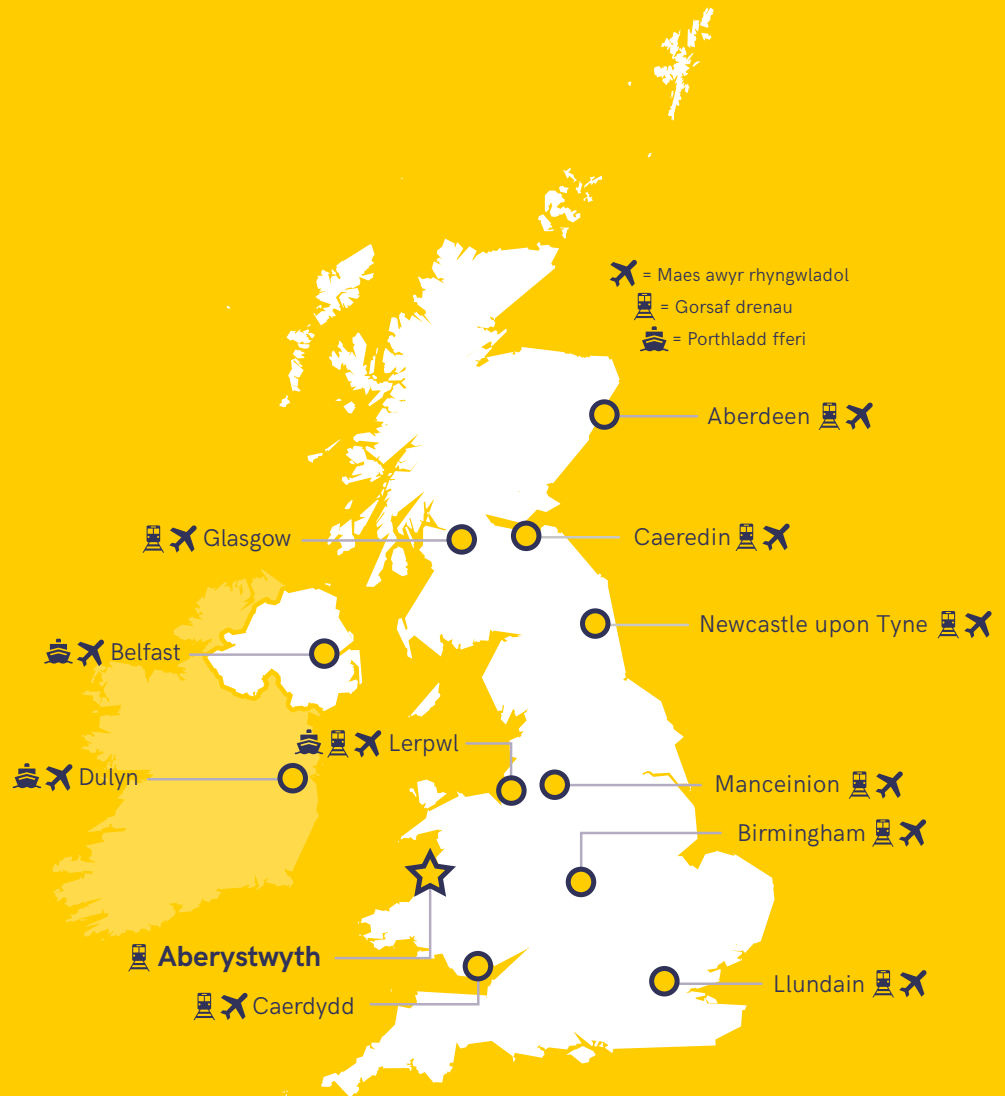 = Maes awyr rhyngwladol
= Gorsaf drenau
= Porthladd fferi
Aberdeen
Glasgow
Caeredin
Newcastle upon Tyne
Belfast
Lerpwl
Dulyn
Manceinion
Birmingham
Aberystwyth
Llundain
Caerdydd